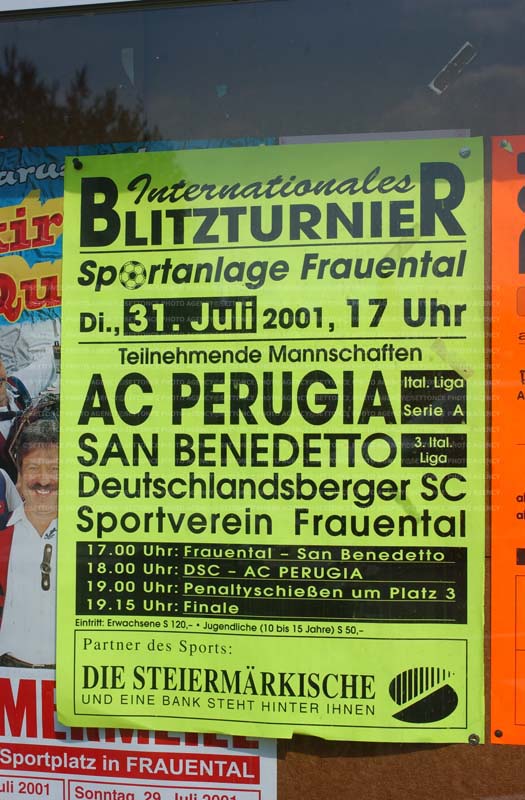 Internationales
BLITZTURNIER
Sportanlage Frauental
Di., 31. Juli 2001, 17 Uhr
Teilnehmende Mannschaften
AC PERUGIA Ital. Liga Serie A
SAN BENEDETTO 3. Ital. Liga
Deutschlandsberger SC
Sportverein Frauental
17.00 Uhr: Frauental – San Benedetto
18.00 Uhr: DSC – AC PERUGIA
19.00 Uhr: Penaltyschießen um Platz 3
19.15 Uhr: Finale
Eintritt: Erwachsene S 120,– • Jugendliche (10 bis 15 Jahre) S 50,–
Partner des Sports:
DIE STEIERMÄRKISCHE
UND EINE BANK STEHT HINTER IHNEN
Sportplatz in FRAUENTAL
uli 2001 Sonntag, 29. Juli 2001